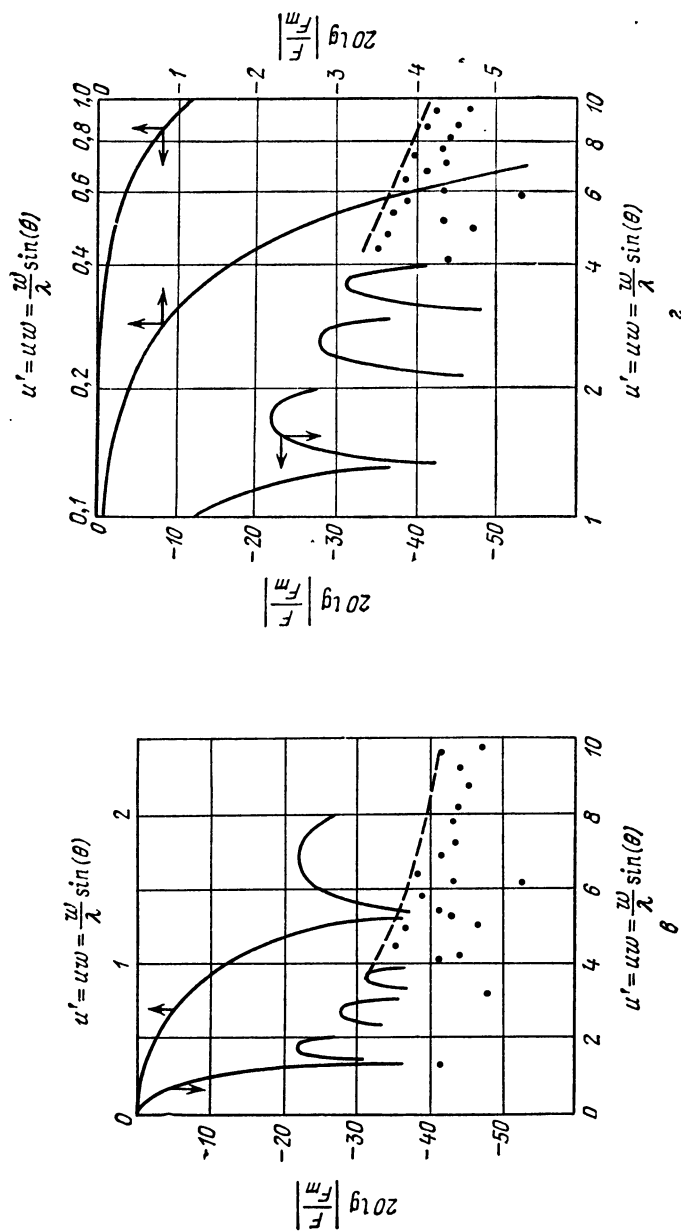 u' = uw = w/λ sin(θ)
0 1 2
-10
-20
-30
-40
-50
20 lg |F/F_m|
0 2 4 6 8 10
u' = uw = w/λ sin(θ)
в
u' = uw = w/λ sin(θ)
0,1 0,2 0,4 0,6 0,8 1,0
0
-10
-20
-30
-40
-50
20 lg |F/F_m|
0
1
2
3
4
5
20 lg |F/F_m|
1 2 4 6 8 10
u' = uw = w/λ sin(θ)
г